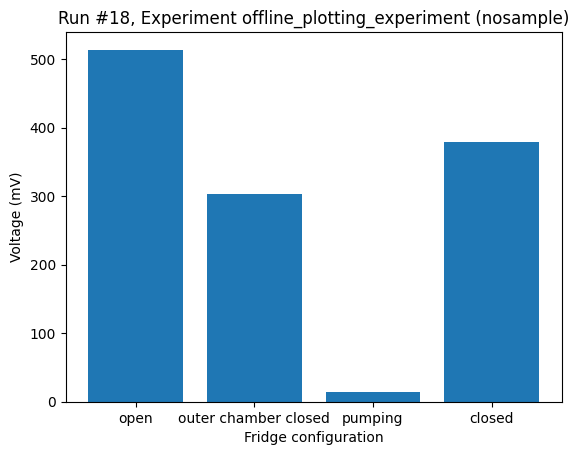 Run #18, Experiment offline_plotting_experiment (nosample)
Voltage (mV)
500
400
300
200
100
0
open outer chamber closed pumping closed
Fridge configuration